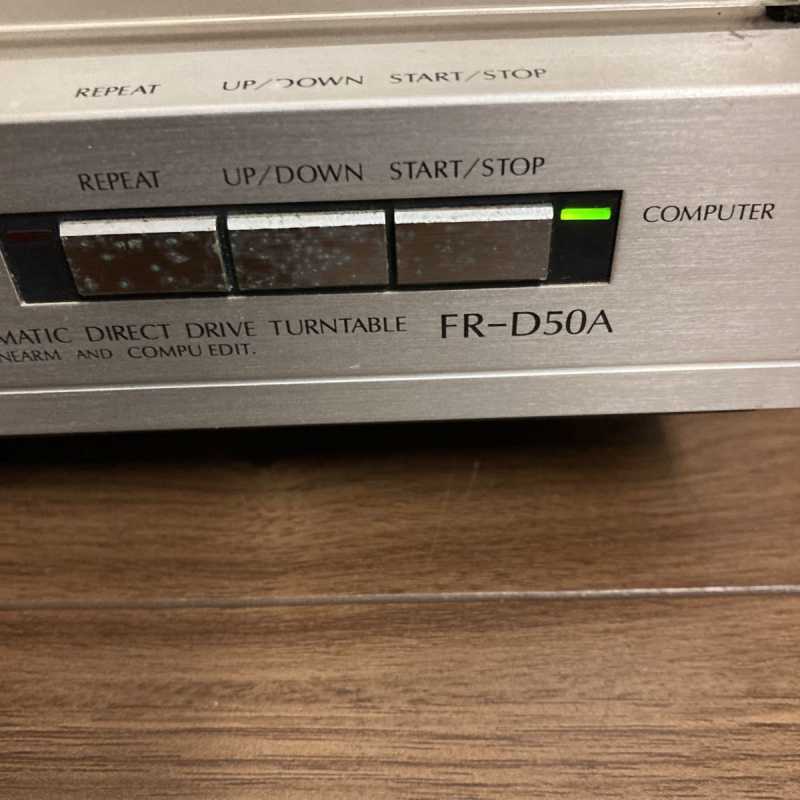 REPEAT UP/DOWN START/STOP
REPEAT UP/DOWN START/STOP
COMPUTER
MATIC DIRECT DRIVE TURNTABLE FR-D50A
NEARM AND COMPU EDIT.